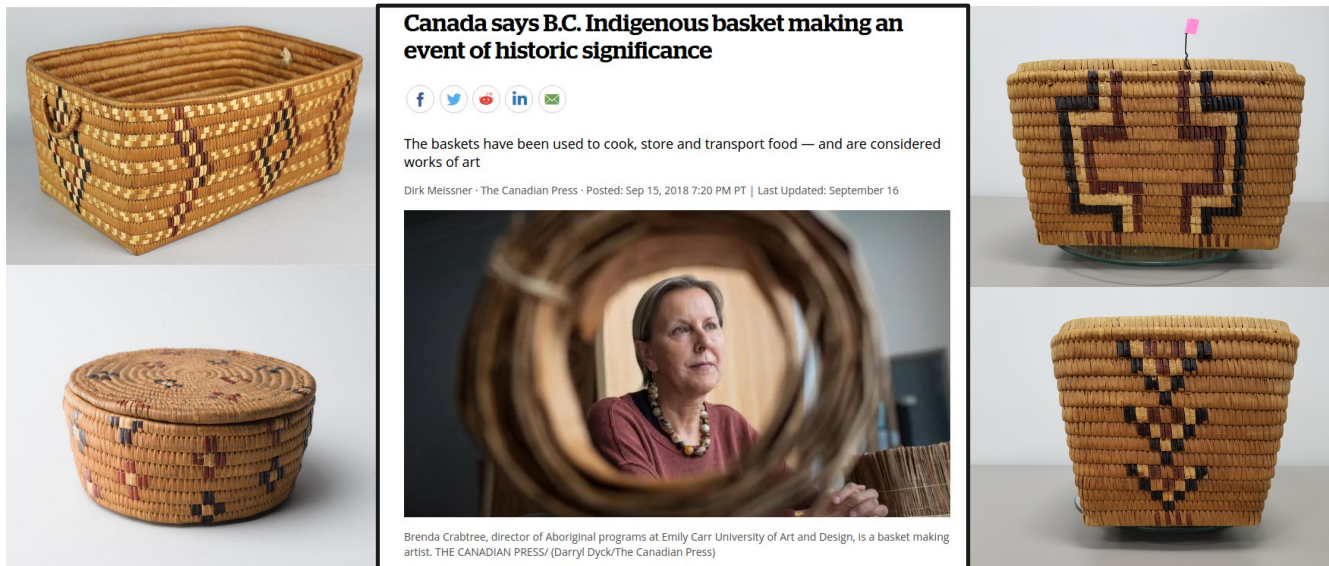 Canada says B.C. Indigenous basket making an
event of historic significance
The baskets have been used to cook, store and transport food — and are considered
works of art
Dirk Meissner · The Canadian Press · Posted: Sep 15, 2018 7:20 PM PT | Last Updated: September 16
Brenda Crabtree, director of Aboriginal programs at Emily Carr University of Art and Design, is a basket making
artist. THE CANADIAN PRESS/ (Darryl Dyck/The Canadian Press)